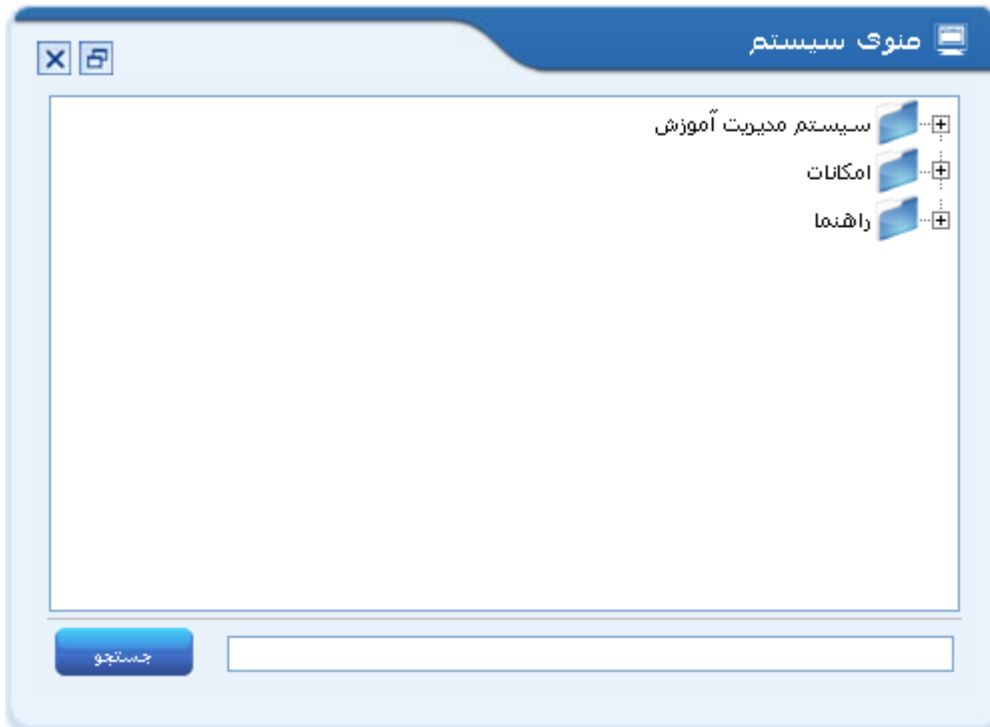 منوی سیستم
سیستم مدیریت آموزش
امکانات
راهنما
جستجو